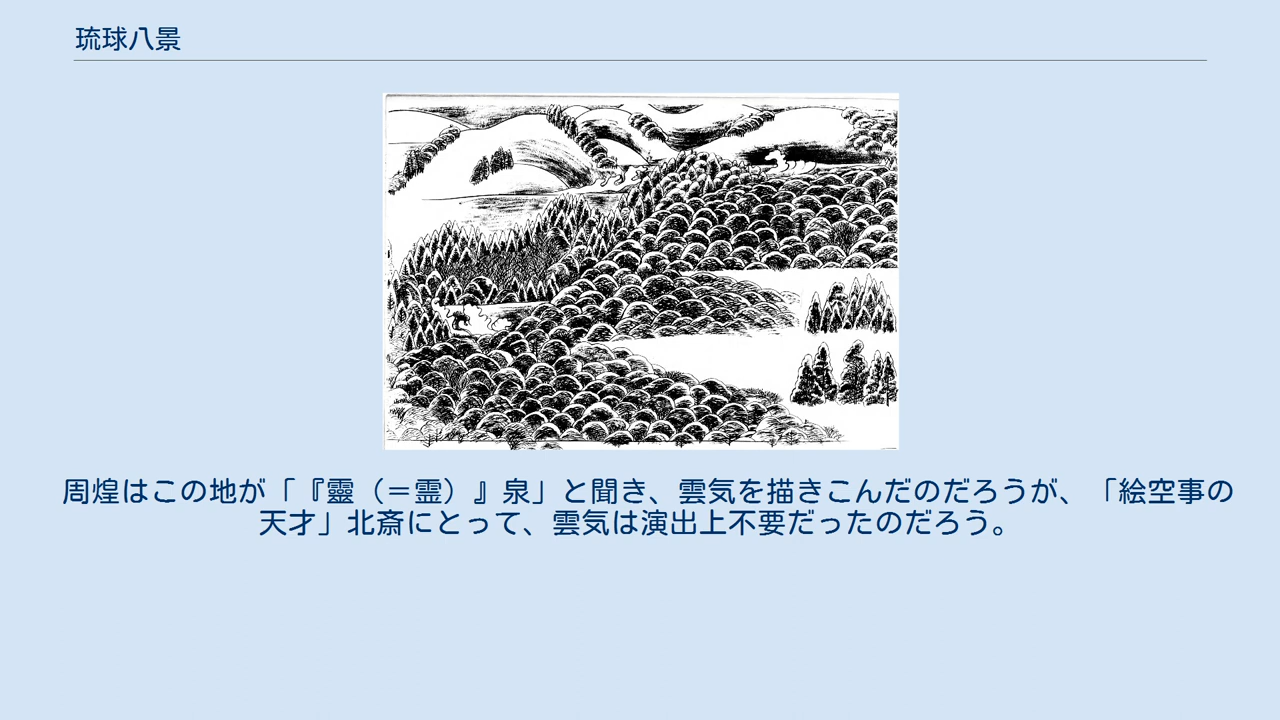 琉球八景
周煌はこの地が「『靈（＝霊）』泉」と聞き、雲気を描きこんだのだろうが、「絵空事の
天才」北斎にとって、雲気は演出上不要だったのだろう。